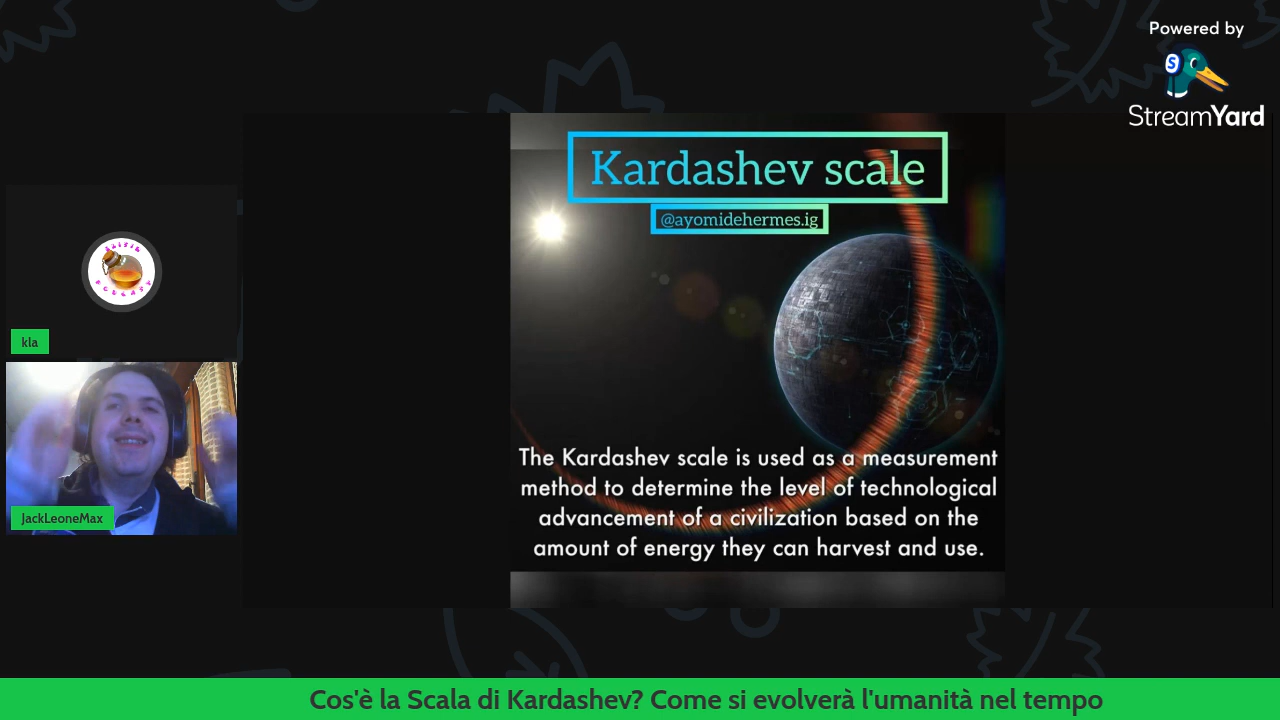 Powered by
StreamYard
Kardashev scale
@ayomidehermes.ig
kla
JackLeoneMax
The Kardashev scale is used as a measurement
method to determine the level of technological
advancement of a civilization based on the
amount of energy they can harvest and use.
Cos'è la Scala di Kardashev? Come si evolverà l'umanità nel tempo